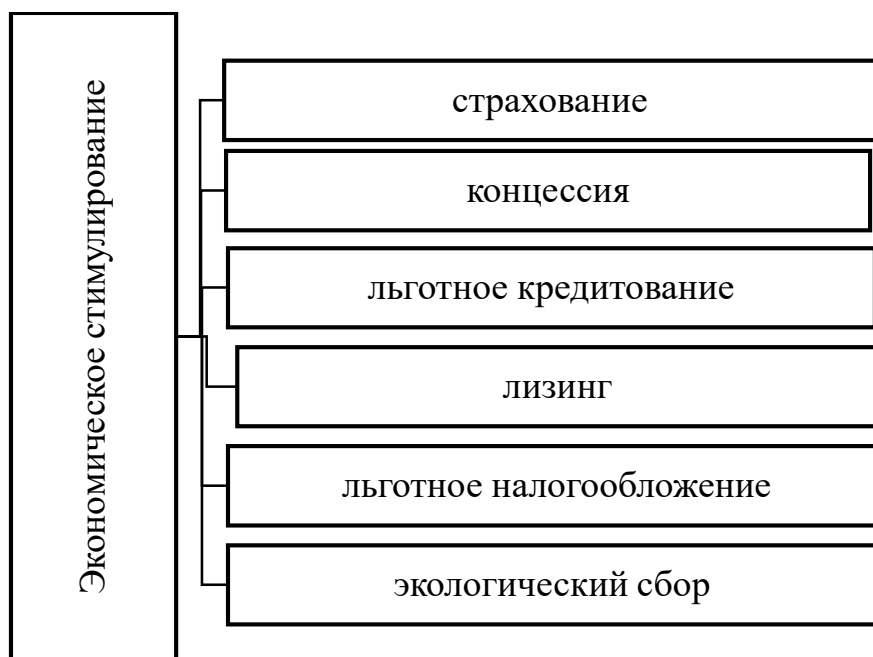 Экономическое стимулирование
страхование
концессия
льготное кредитование
лизинг
льготное налогообложение
экологический сбор